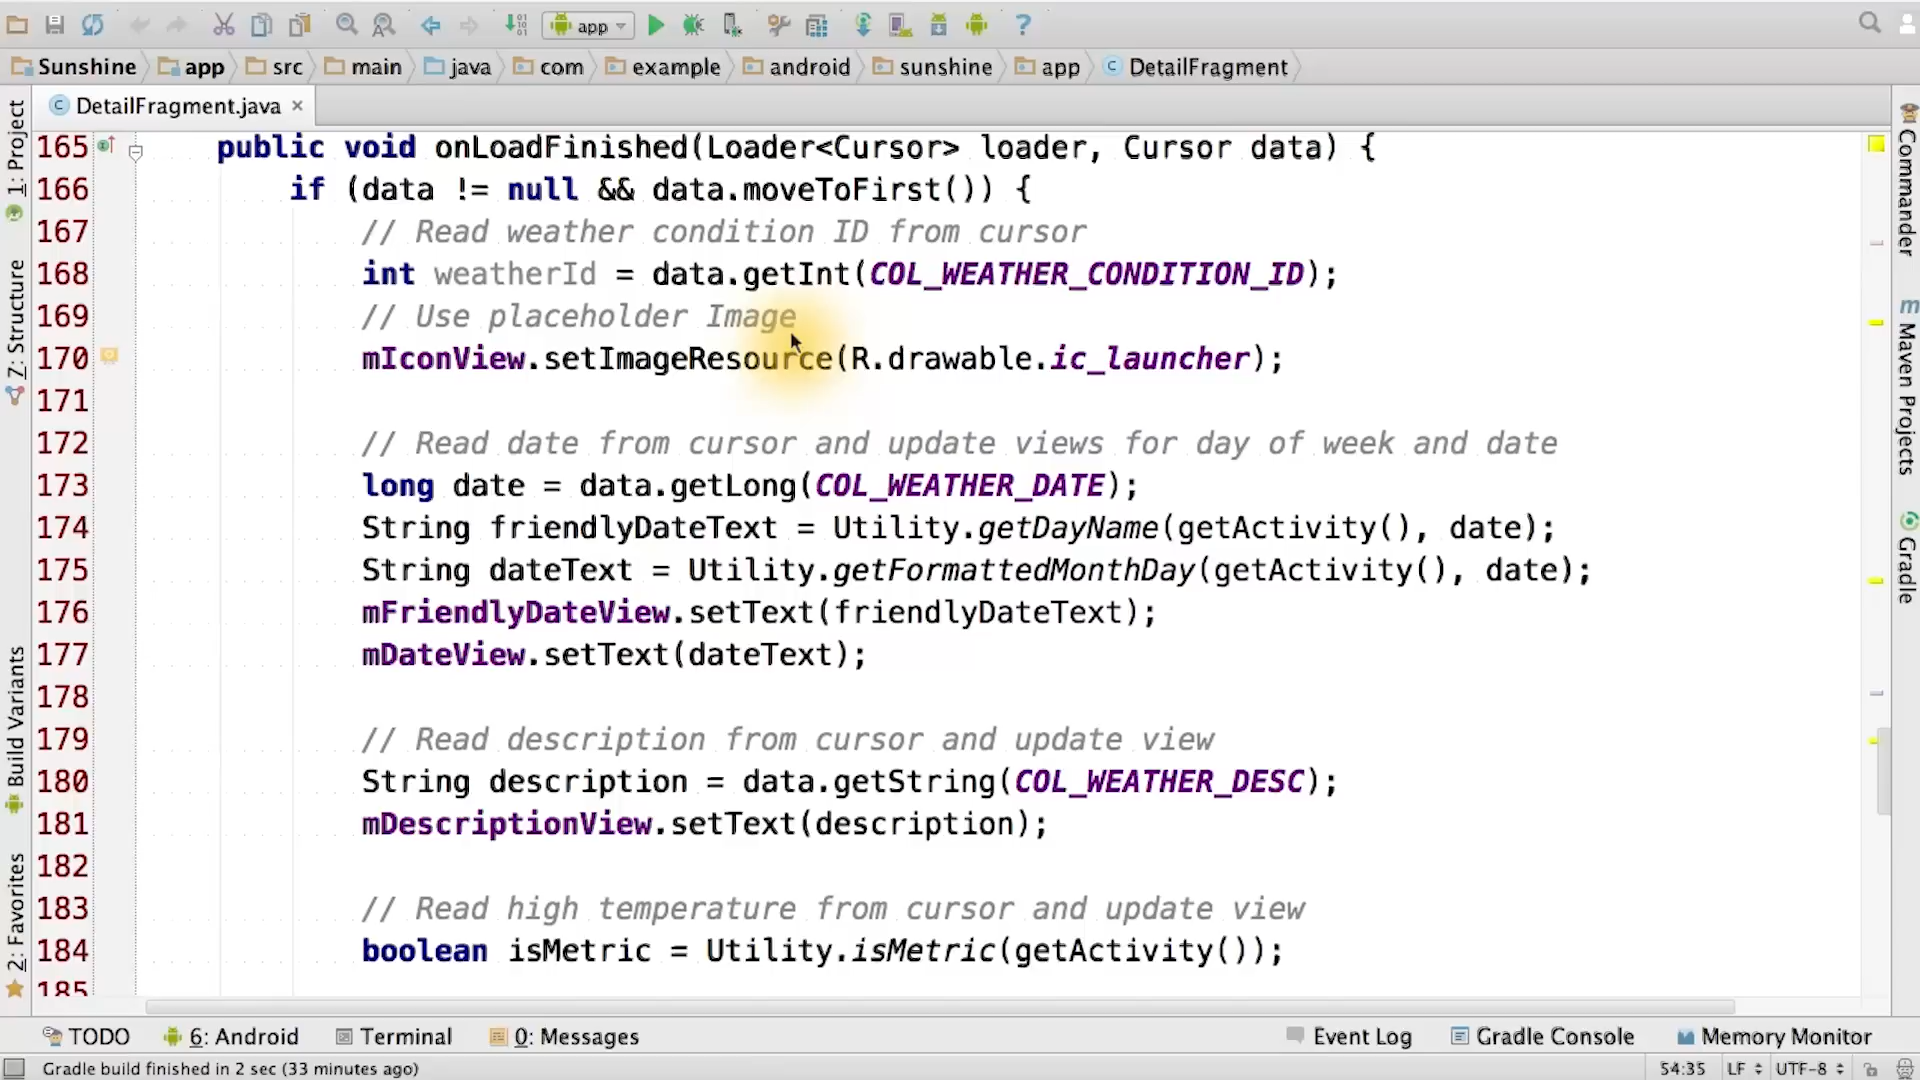 app
Sunshine app src main java com example android sunshine app DetailFragment
DetailFragment.java
1: Project
7: Structure
Build Variants
2: Favorites
Commander
Maven Projects
Gradle
165 public void onLoadFinished(Loader<Cursor> loader, Cursor data) {
166 if (data != null && data.moveToFirst()) {
167 // Read weather condition ID from cursor
168 int weatherId = data.getInt(COL_WEATHER_CONDITION_ID);
169 // Use placeholder Image
170 mIconView.setImageResource(R.drawable.ic_launcher);
171
172 // Read date from cursor and update views for day of week and date
173 long date = data.getLong(COL_WEATHER_DATE);
174 String friendlyDateText = Utility.getDayName(getActivity(), date);
175 String dateText = Utility.getFormattedMonthDay(getActivity(), date);
176 mFriendlyDateView.setText(friendlyDateText);
177 mDateView.setText(dateText);
178
179 // Read description from cursor and update view
180 String description = data.getString(COL_WEATHER_DESC);
181 mDescriptionView.setText(description);
182
183 // Read high temperature from cursor and update view
184 boolean isMetric = Utility.isMetric(getActivity());
185
TODO 6: Android Terminal 0: Messages Event Log Gradle Console Memory Monitor
Gradle build finished in 2 sec (33 minutes ago) 54:35 LF UTF-8